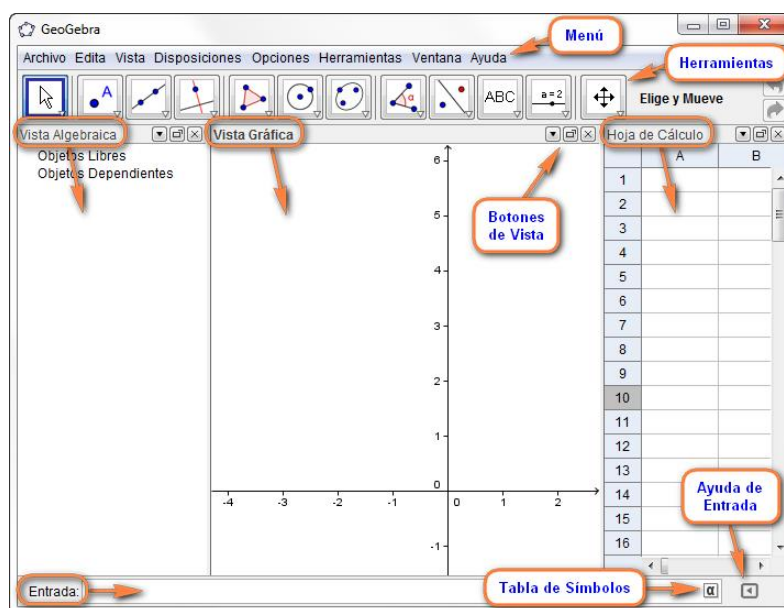 GeoGebra
Menú
Archivo Edita Vista Disposiciones Opciones Herramientas Ventana Ayuda
Herramientas
A
α
ABC
a = 2
Elige y Mueve
Vista Algebraica
Vista Gráfica
Hoja de Cálculo
Objetos Libres
Objetos Dependientes
Botones
de Vista
A B
1
2
3
4
5
6
7
8
9
10
11
12
13
14
15
16
6
5
4
3
2
1
0
-1
-4 -3 -2 -1 0 1 2
Ayuda de
Entrada
Entrada:
Tabla de Símbolos
α